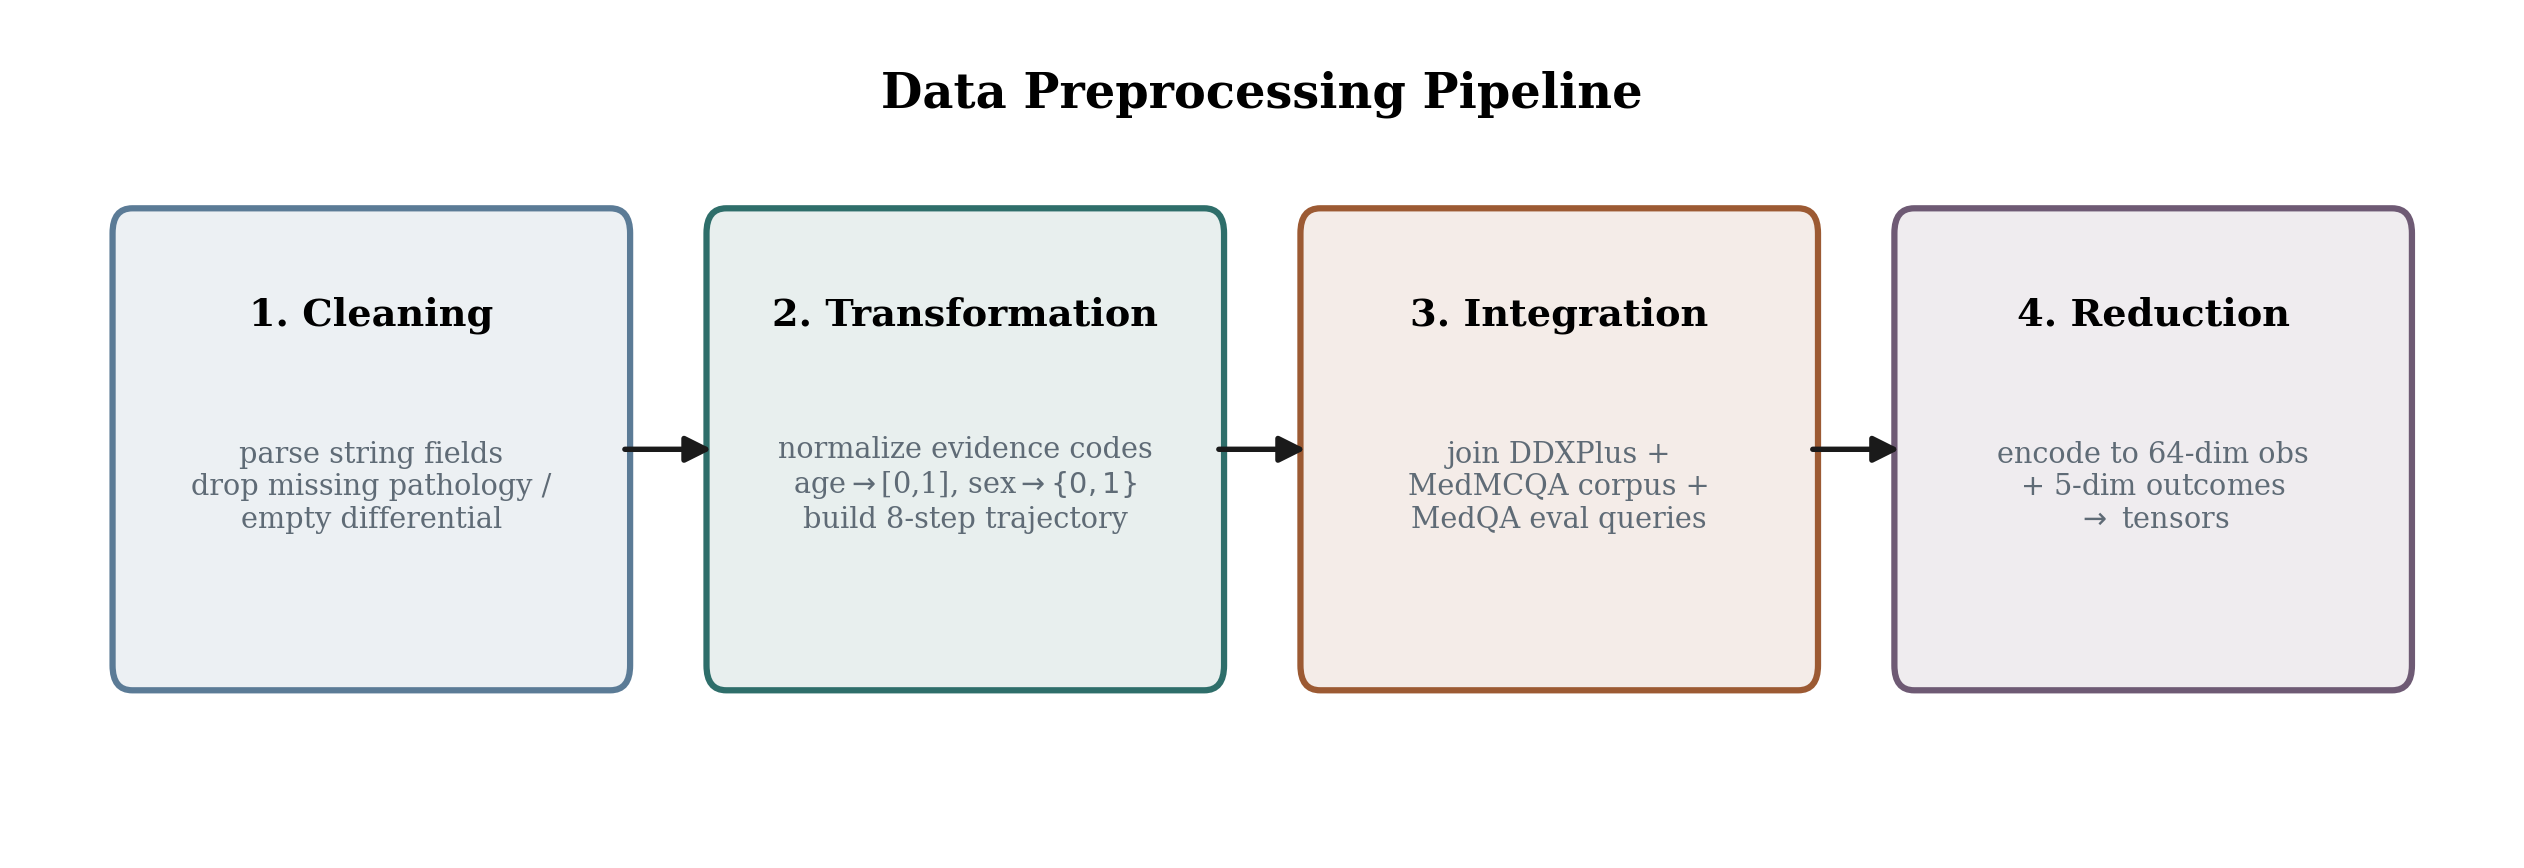 Data Preprocessing Pipeline
1. Cleaning
parse string fields
drop missing pathology /
empty differential
2. Transformation
normalize evidence codes
age→[0,1], sex→{0, 1}
build 8-step trajectory
3. Integration
join DDXPlus +
MedMCQA corpus +
MedQA eval queries
4. Reduction
encode to 64-dim obs
+ 5-dim outcomes
→ tensors